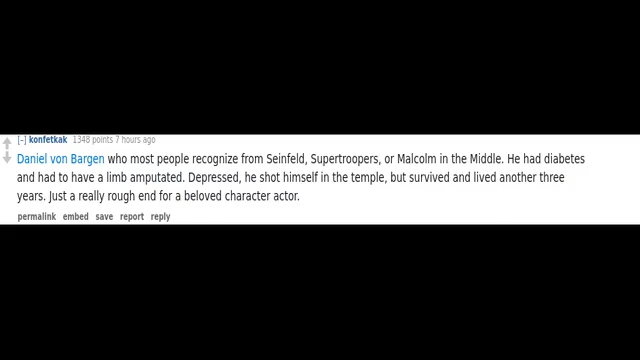 [-] konfetkak 1348 points 7 hours ago
Daniel von Bargen who most people recognize from Seinfeld, Supertroopers, or Malcolm in the Middle. He had diabetes
and had to have a limb amputated. Depressed, he shot himself in the temple, but survived and lived another three
years. Just a really rough end for a beloved character actor.
permalink embed save report reply